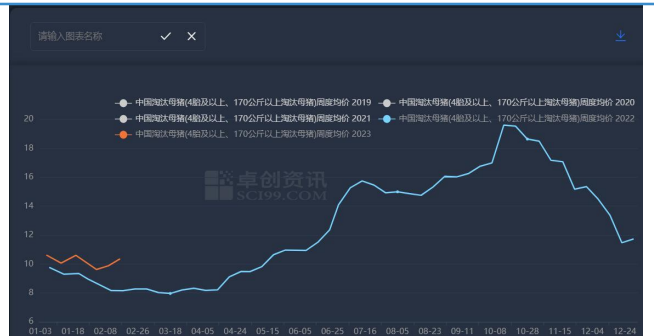 请输入图表名称
中国淘汰母猪(4胎及以上、170公斤以上淘汰母猪)周度均价 2019 中国淘汰母猪(4胎及以上、170公斤以上淘汰母猪)周度均价 2020
中国淘汰母猪(4胎及以上、170公斤以上淘汰母猪)周度均价 2021 中国淘汰母猪(4胎及以上、170公斤以上淘汰母猪)周度均价 2022
中国淘汰母猪(4胎及以上、170公斤以上淘汰母猪)周度均价 2023
20
18
16
14
12
10
8
6
卓创资讯
SCI99.COM
01-03 01-18 02-08 02-26 03-18 04-05 04-24 05-15 06-05 06-25 07-16 08-05 08-23 09-11 10-08 10-28 11-15 12-04 12-24